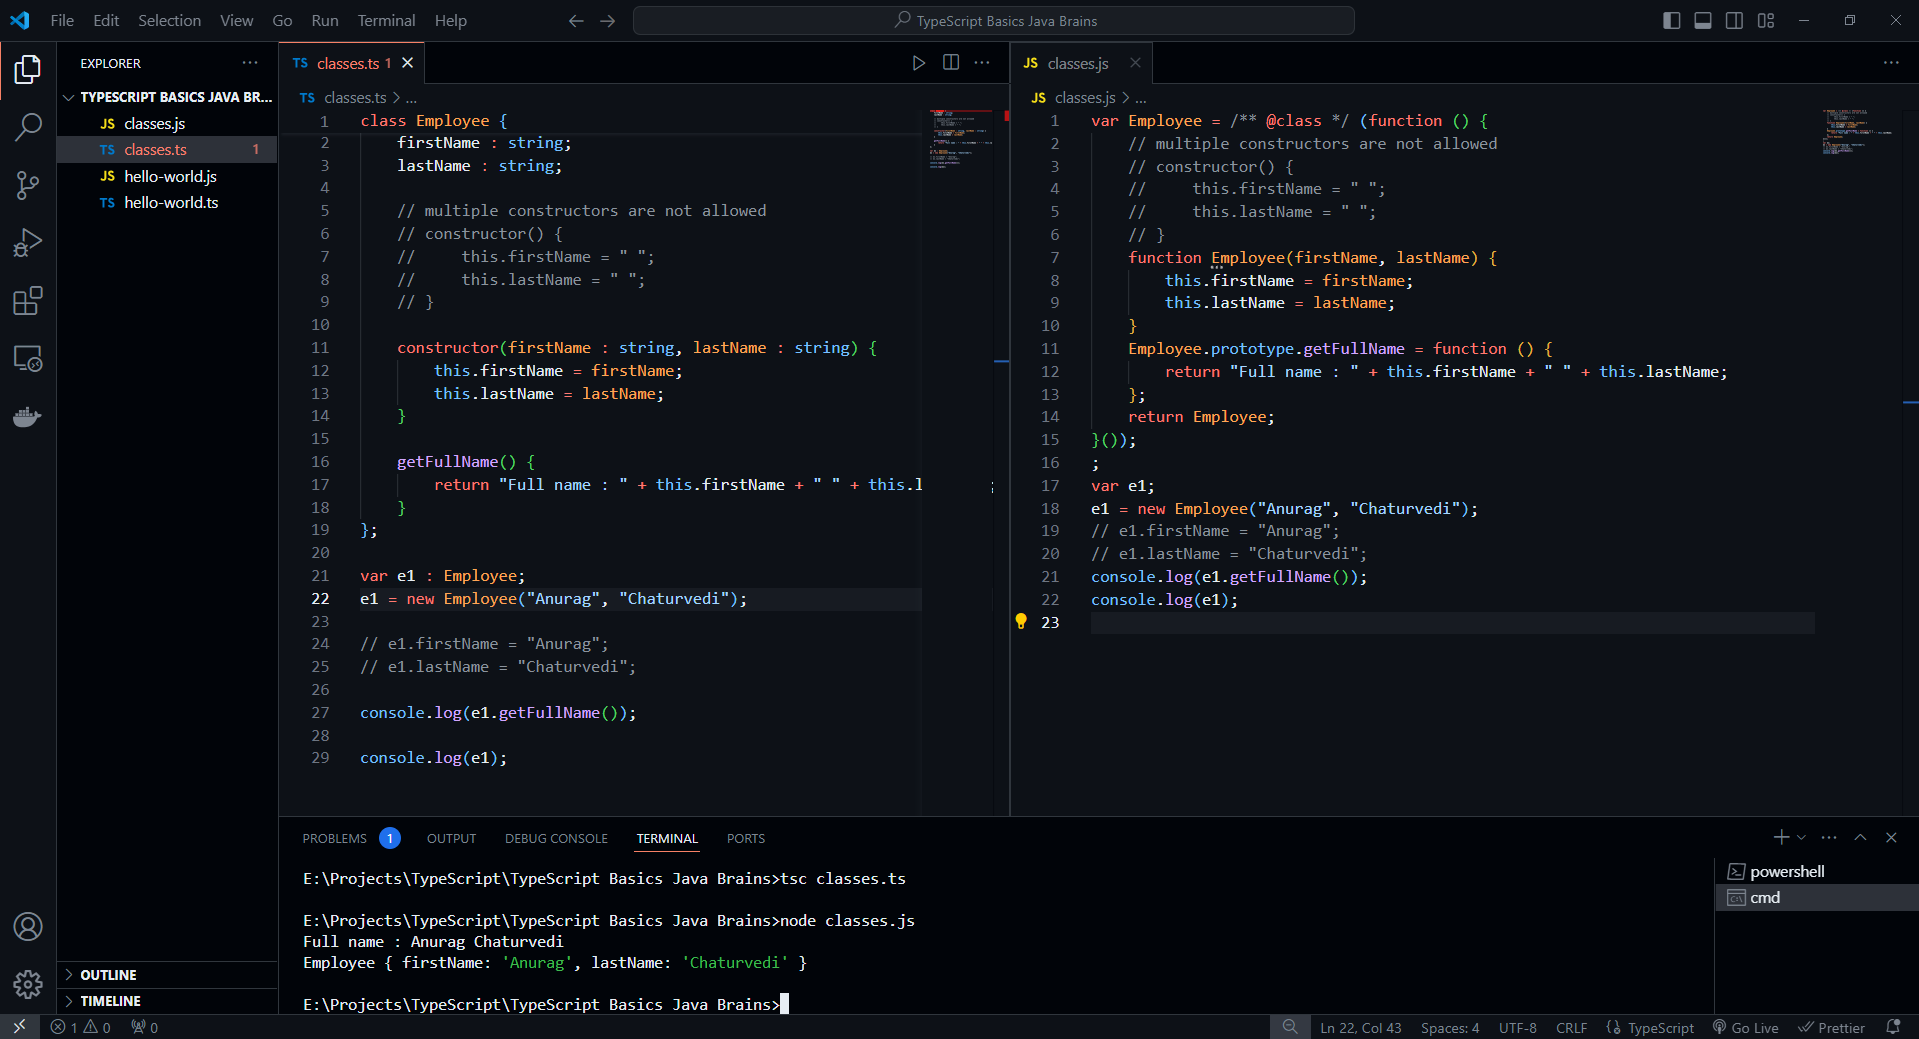 File Edit Selection View Go Run Terminal Help
TypeScript Basics Java Brains
EXPLORER
TYPESCRIPT BASICS JAVA BR...
JS classes.js
TS classes.ts 1
JS hello-world.js
TS hello-world.ts
OUTLINE
TIMELINE
TS classes.ts 1
TS classes.ts > ...
1 class Employee {
2 firstName : string;
3 lastName : string;
4
5 // multiple constructors are not allowed
6 // constructor() {
7 //     this.firstName = " ";
8 //     this.lastName = " ";
9 // }
10
11 constructor(firstName : string, lastName : string) {
12 this.firstName = firstName;
13 this.lastName = lastName;
14 }
15
16 getFullName() {
17 return "Full name : " + this.firstName + " " + this.l ;
18 }
19 };
20
21 var e1 : Employee;
22 e1 = new Employee("Anurag", "Chaturvedi");
23
24 // e1.firstName = "Anurag";
25 // e1.lastName = "Chaturvedi";
26
27 console.log(e1.getFullName());
28
29 console.log(e1);
JS classes.js
JS classes.js > ...
1 var Employee = /** @class */ (function () {
2 // multiple constructors are not allowed
3 // constructor() {
4 //     this.firstName = " ";
5 //     this.lastName = " ";
6 // }
7 function Employee(firstName, lastName) {
8 this.firstName = firstName;
9 this.lastName = lastName;
10 }
11 Employee.prototype.getFullName = function () {
12 return "Full name : " + this.firstName + " " + this.lastName;
13 };
14 return Employee;
15 }());
16 ;
17 var e1;
18 e1 = new Employee("Anurag", "Chaturvedi");
19 // e1.firstName = "Anurag";
20 // e1.lastName = "Chaturvedi";
21 console.log(e1.getFullName());
22 console.log(e1);
23
PROBLEMS 1 OUTPUT DEBUG CONSOLE TERMINAL PORTS
E:\Projects\TypeScript\TypeScript Basics Java Brains>tsc classes.ts
E:\Projects\TypeScript\TypeScript Basics Java Brains>node classes.js
Full name : Anurag Chaturvedi
Employee { firstName: 'Anurag', lastName: 'Chaturvedi' }
E:\Projects\TypeScript\TypeScript Basics Java Brains>
powershell
cmd
1 0 0 Ln 22, Col 43 Spaces: 4 UTF-8 CRLF TypeScript Go Live Prettier